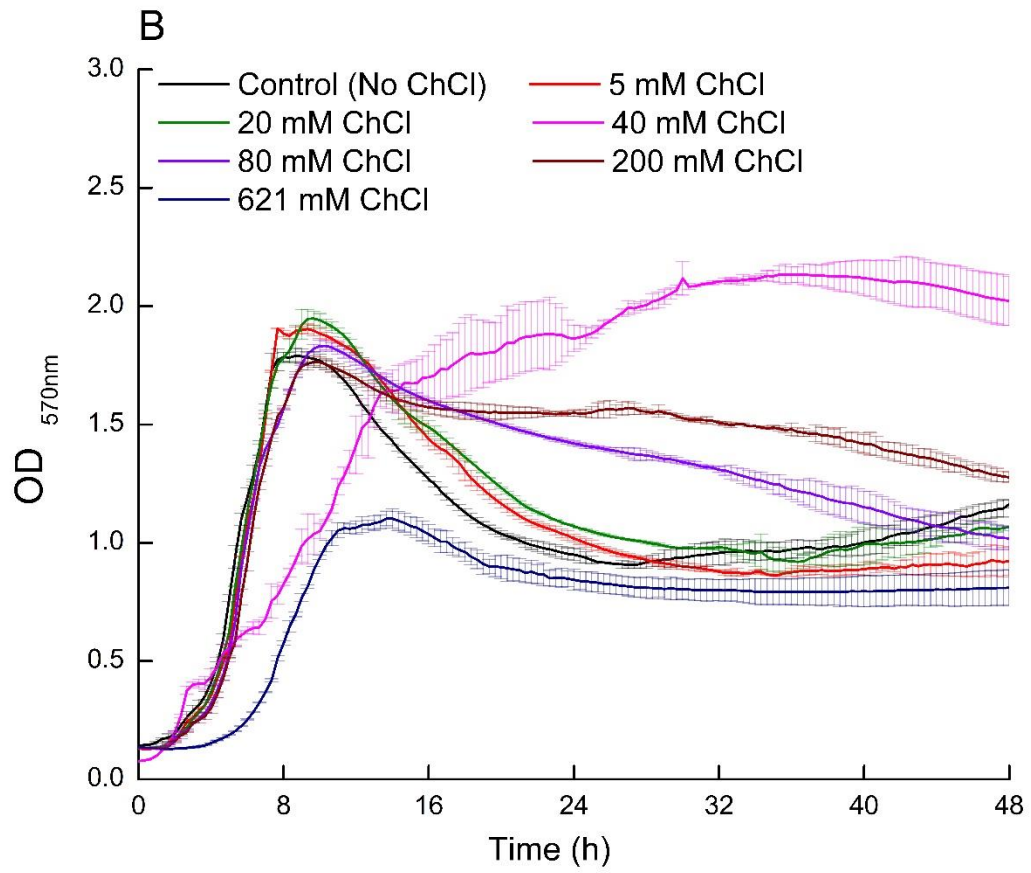 B
3.0
Control (No ChCl) 5 mM ChCl
20 mM ChCl 40 mM ChCl
80 mM ChCl 200 mM ChCl
621 mM ChCl
2.5
2.0
1.5
1.0
0.5
0.0
OD 570nm
0 8 16 24 32 40 48
Time (h)